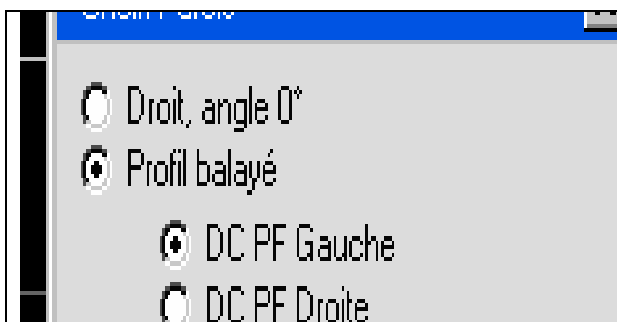 Droit, angle 0°
Profil balayé
DC PF Gauche
DC PF Droite